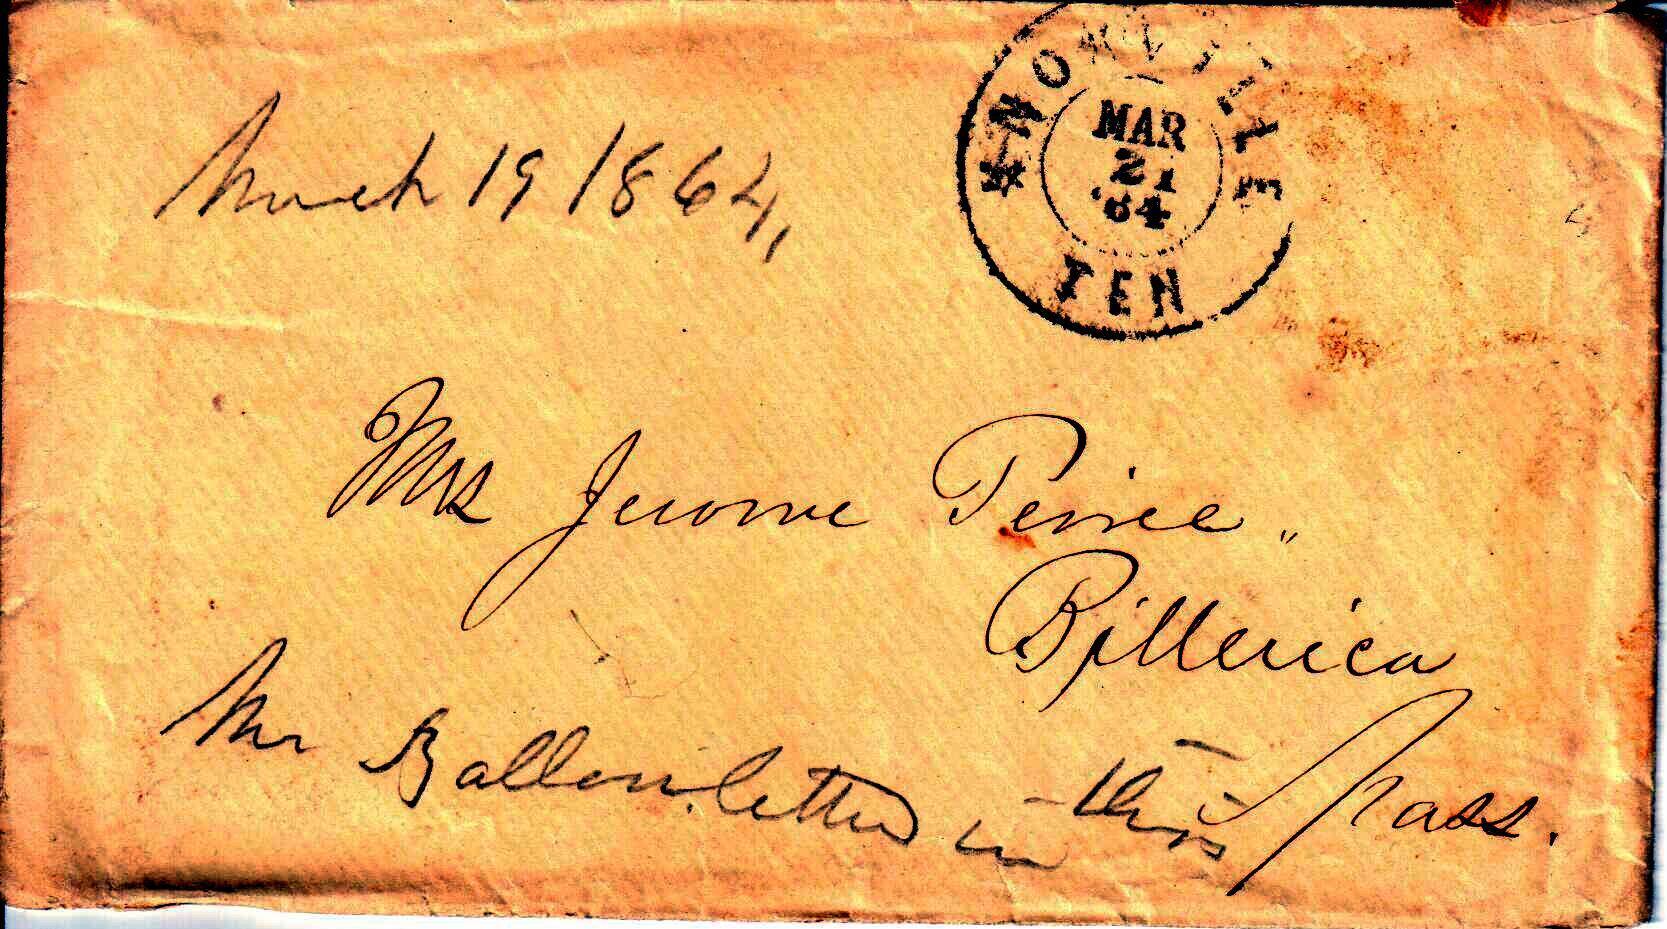 March 19 1864,
KNOXVILLE
MAR
21
'64
TEN
Mrs Jerome Peirce "
Billerica
Mass.
Mr Ballou letter in this